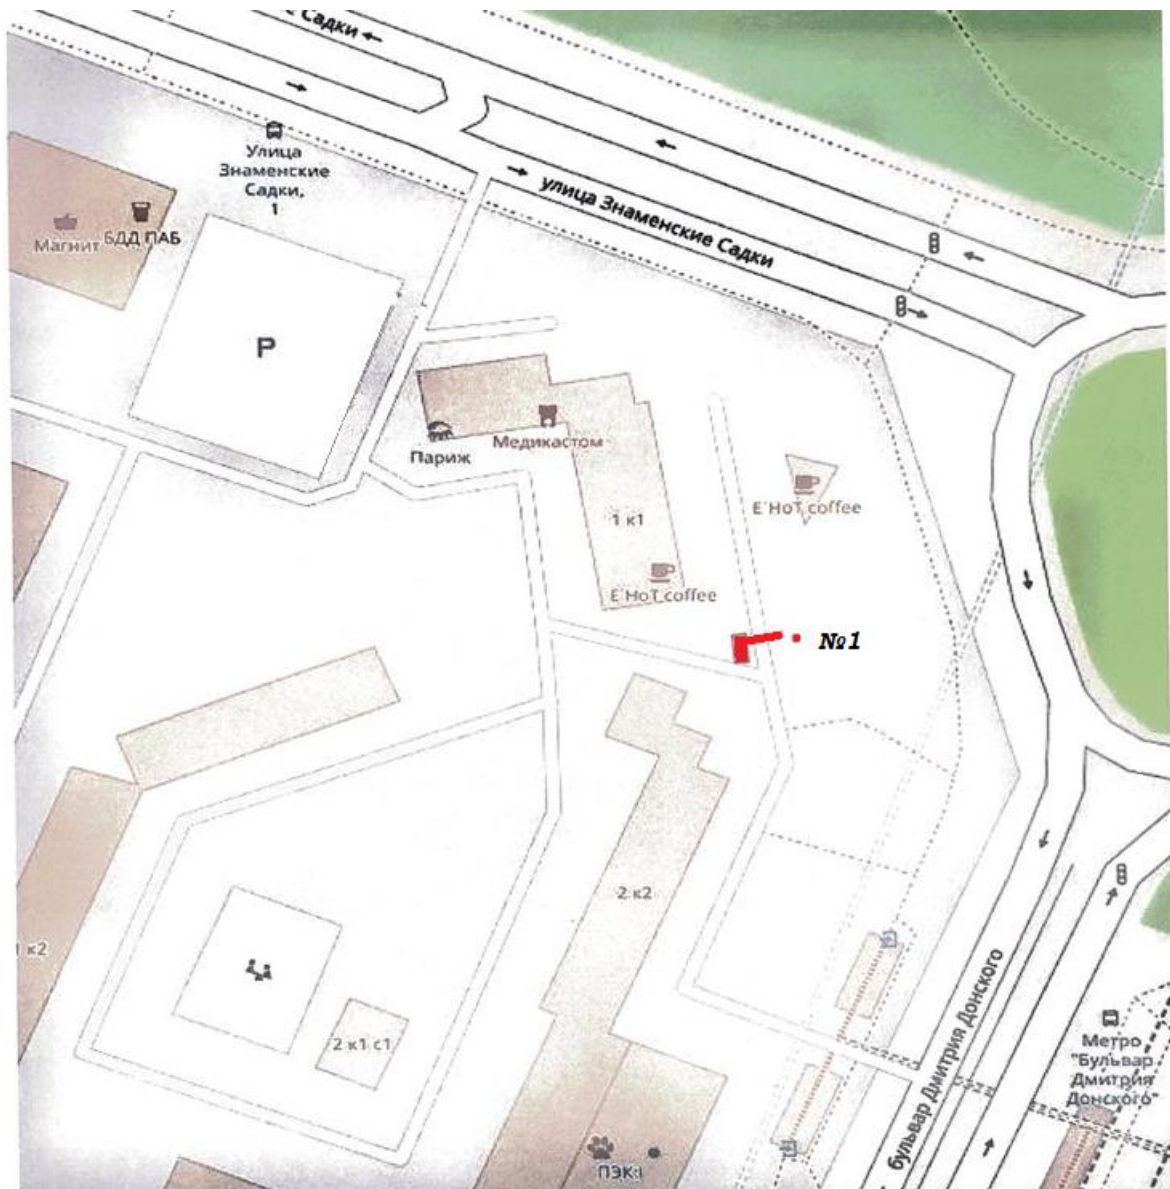 Садки
Улица
Знаменские
Садки,
1
улица Знаменские Садки
Магнит
БДД ПАБ
P
Медикастом
Париж
E'HoT coffee
1 к1
E'HoT coffee
№1
2 к2
1 к2
2 к1 с1
бульвар Дмитрия Донского
Метро
"Бульвар
Дмитрия
Донского"